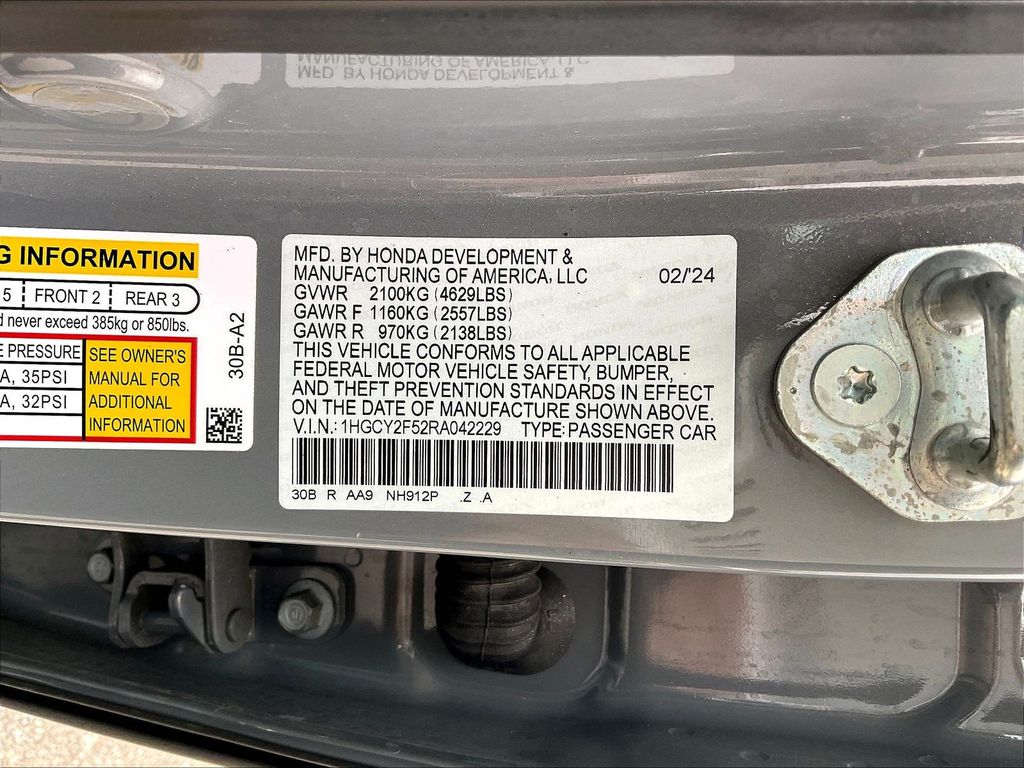 MANUFACTURING OF AMERICA, LLC
MFD. BY HONDA DEVELOPMENT &
G INFORMATION
5 FRONT 2 REAR 3
d never exceed 385kg or 850lbs.
E PRESSURE
A, 35PSI
A, 32PSI
SEE OWNER'S
MANUAL FOR
ADDITIONAL
INFORMATION
30B-A2
MFD. BY HONDA DEVELOPMENT &
MANUFACTURING OF AMERICA, LLC 02/'24
GVWR 2100KG (4629LBS)
GAWR F 1160KG (2557LBS)
GAWR R 970KG (2138LBS)
THIS VEHICLE CONFORMS TO ALL APPLICABLE
FEDERAL MOTOR VEHICLE SAFETY, BUMPER,
AND THEFT PREVENTION STANDARDS IN EFFECT
ON THE DATE OF MANUFACTURE SHOWN ABOVE.
V.I.N.: 1HGCY2F52RA042229 TYPE: PASSENGER CAR
30B R AA9 NH912P .Z .A